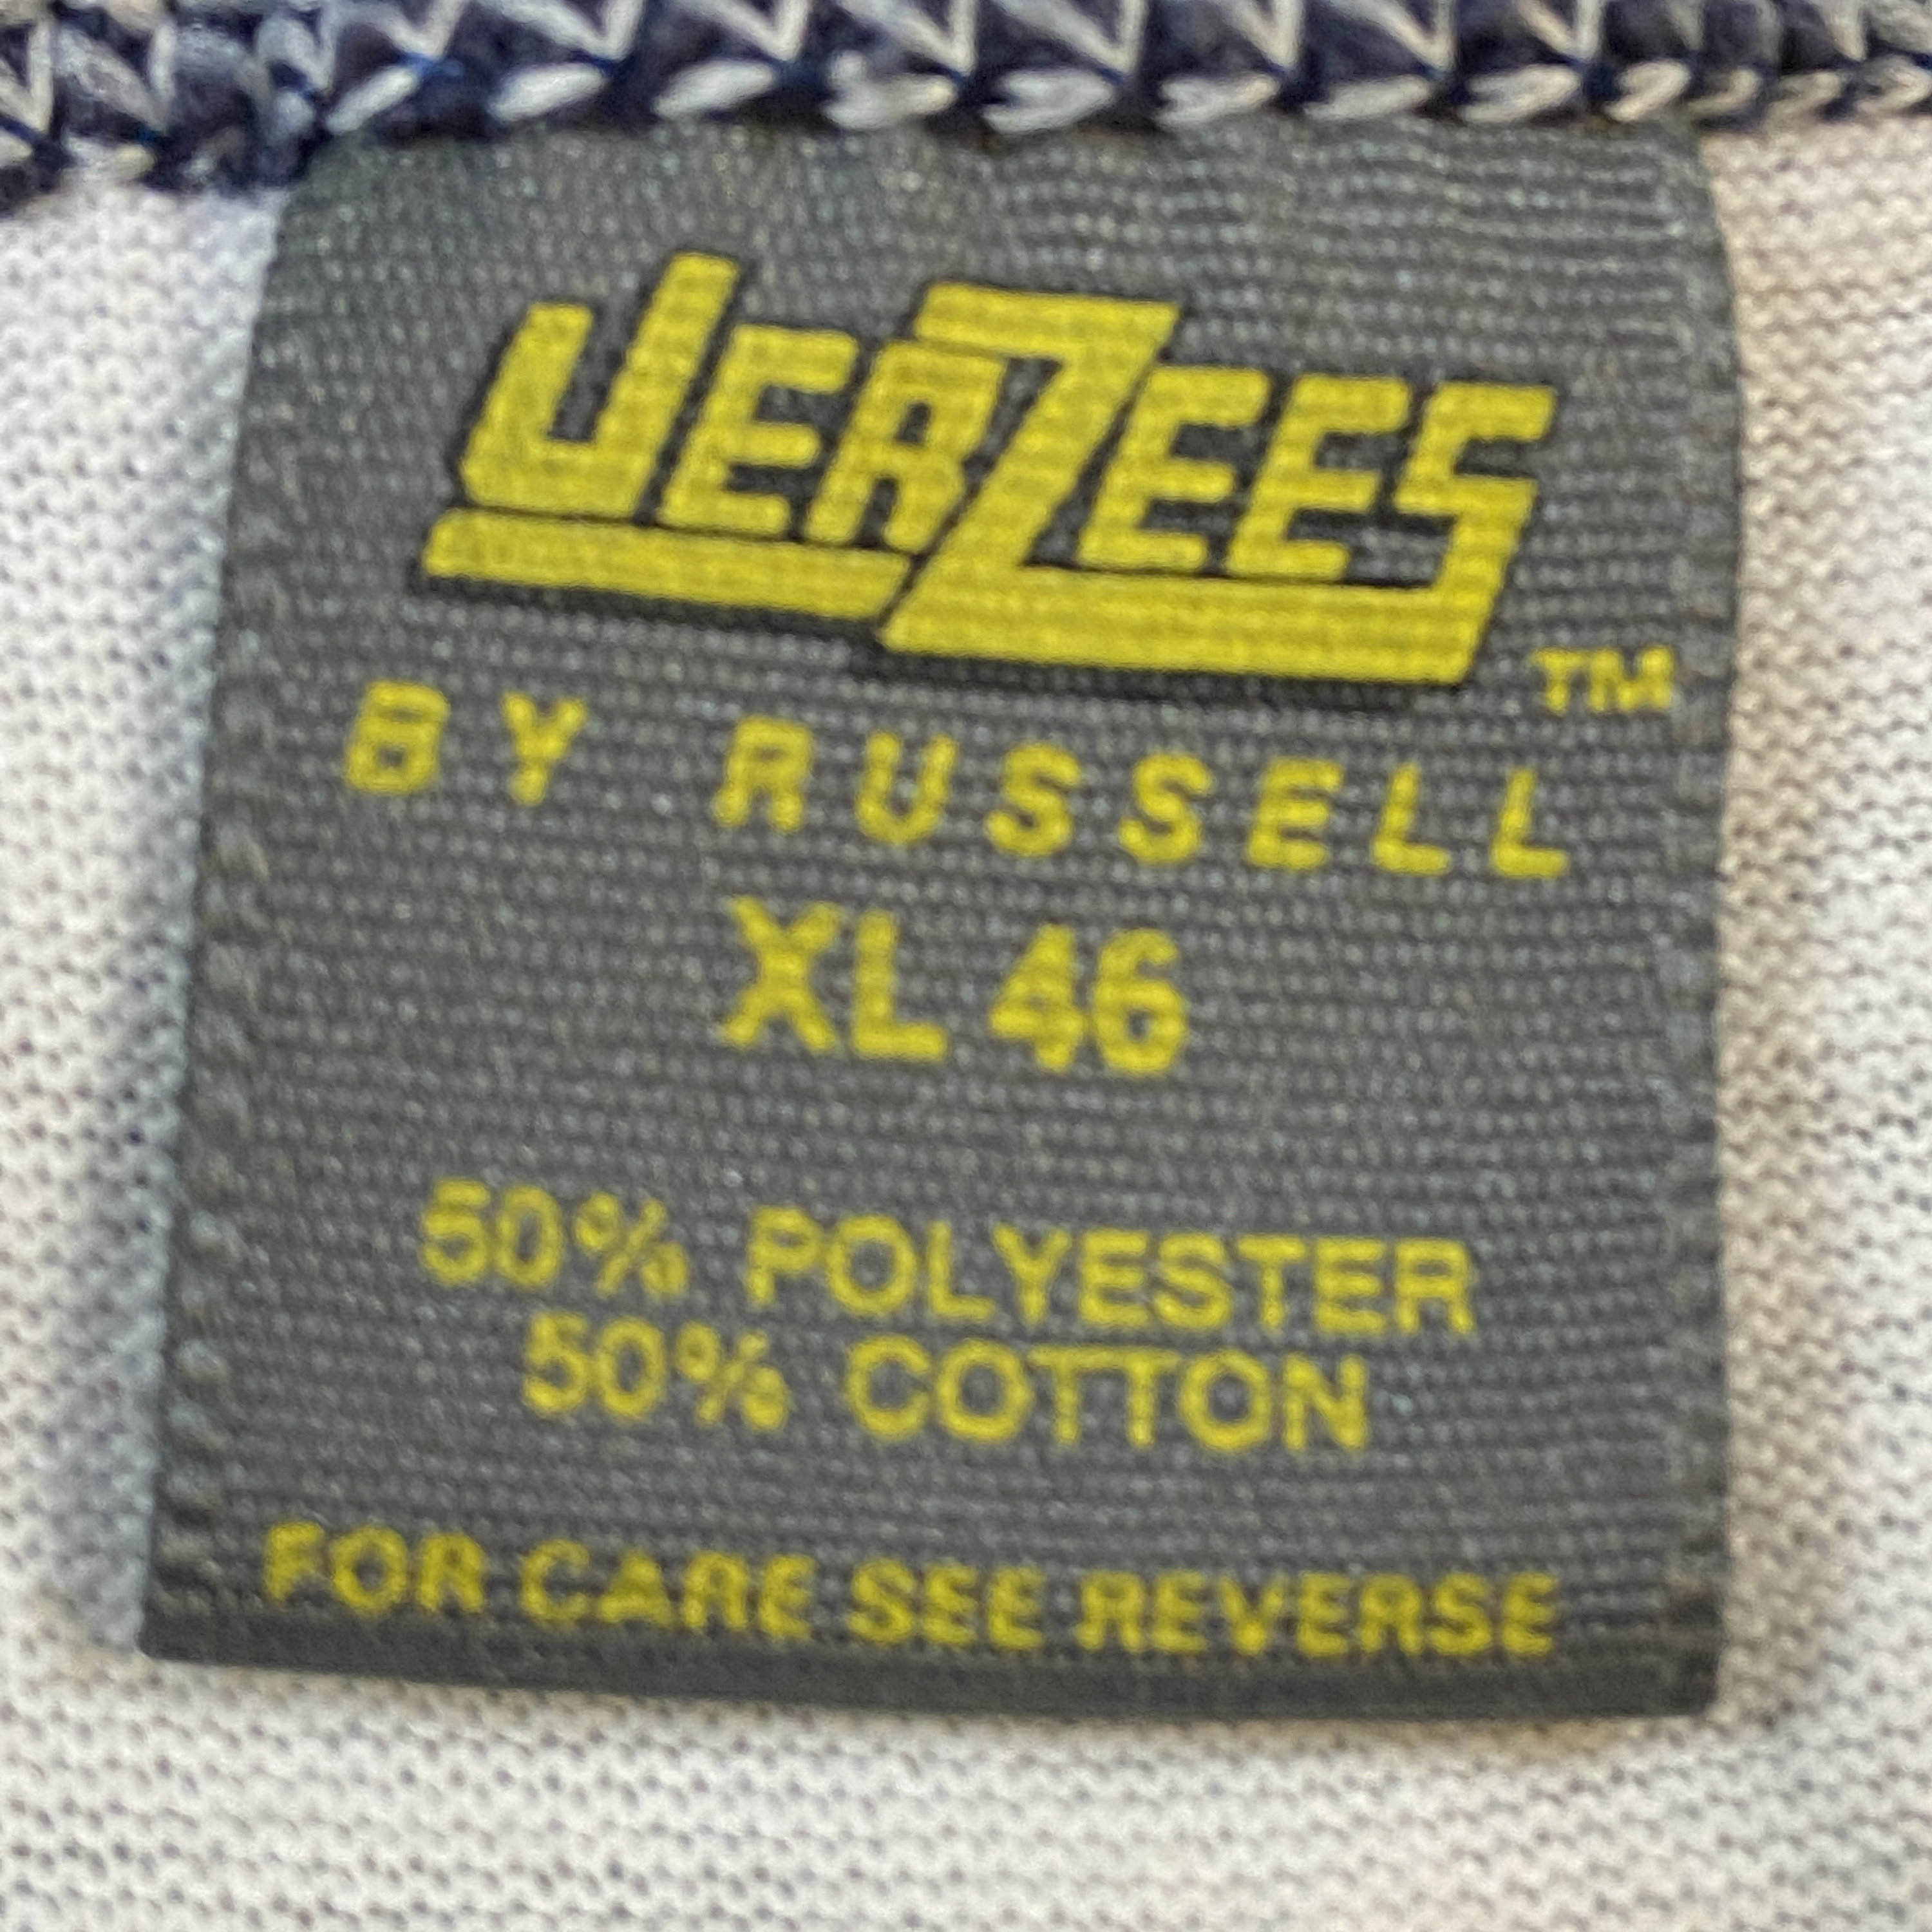 JERZEES TM
BY RUSSELL
XL 46
50% POLYESTER
50% COTTON
FOR CARE SEE REVERSE